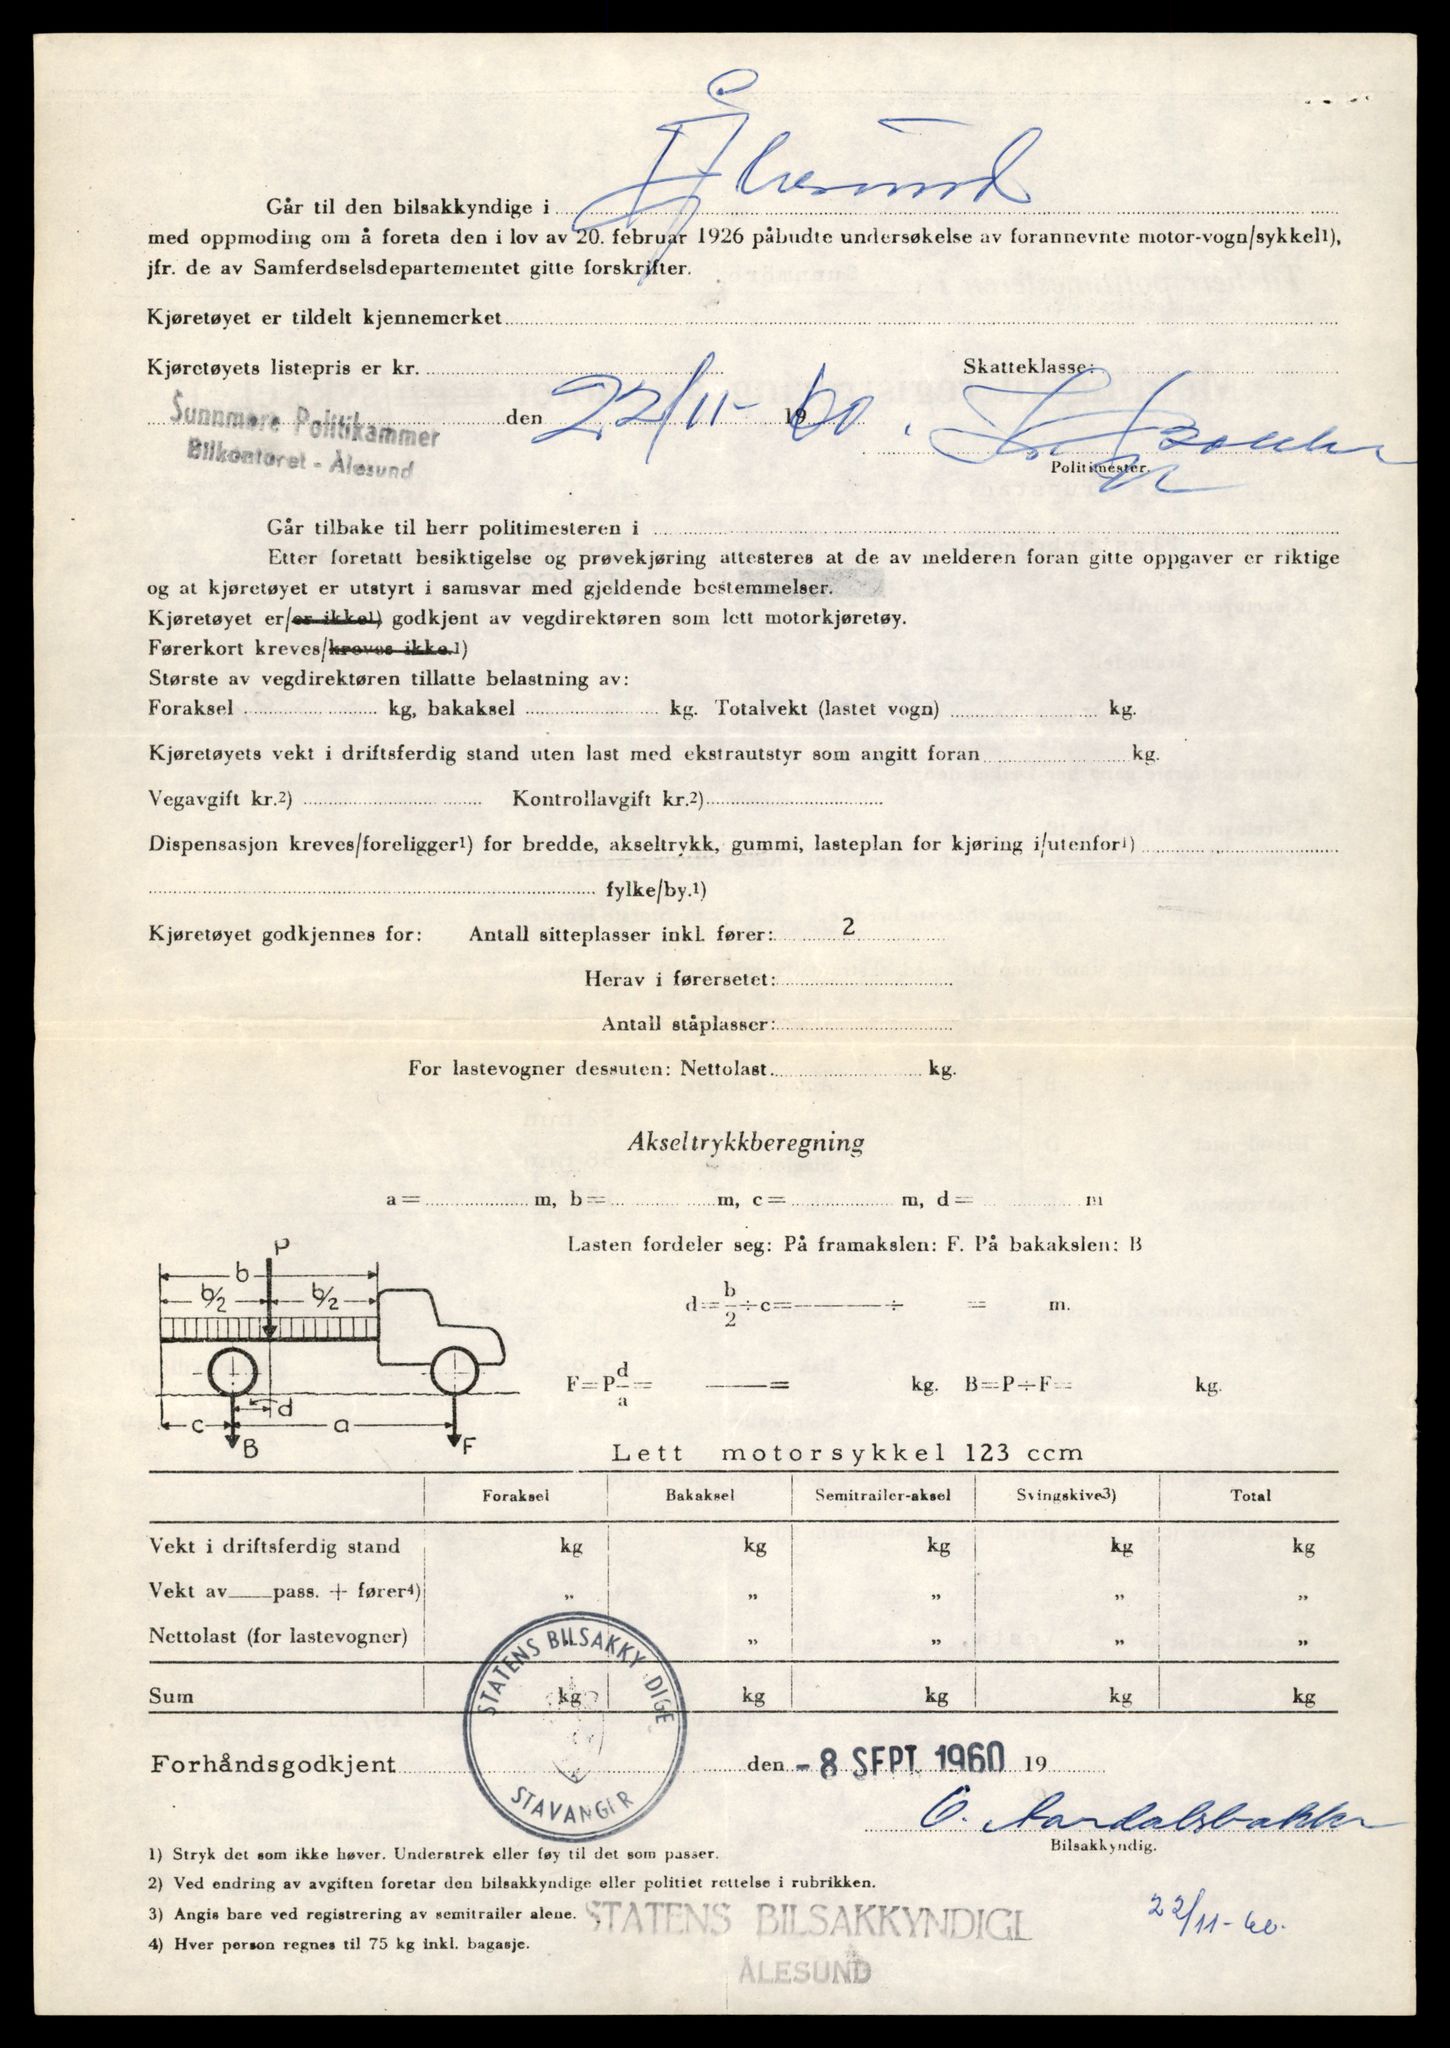 Går til den bilsakkyndige i Ålesund
med oppmoding om å foreta den i lov av 20. februar 1926 påbudte undersøkelse av forannevnte motor-vogn/sykkel1),
jfr. de av Samferdselsdepartementet gitte forskrifter.
Kjøretøyet er tildelt kjennemerket
Kjøretøyets listepris er kr. Skatteklasse:
Sunnmøre Politikammer den 22/11- 1960.
Bilkontoret - Ålesund
Politimester.
Går tilbake til herr politimesteren i
Etter foretatt besiktigelse og prøvekjøring attesteres at de av melderen foran gitte oppgaver er riktige
og at kjøretøyet er utstyrt i samsvar med gjeldende bestemmelser.
Kjøretøyet er/er ikke1) godkjent av vegdirektøren som lett motorkjøretøy.
Førerkort kreves/kreves ikke.1)
Største av vegdirektøren tillatte belastning av:
Foraksel kg, bakaksel kg. Totalvekt (lastet vogn) kg.
Kjøretøyets vekt i driftsferdig stand uten last med ekstrautstyr som angitt foran kg.
Vegavgift kr.2) Kontrollavgift kr.2)
Dispensasjon kreves/foreligger1) for bredde, akseltrykk, gummi, lasteplan for kjøring i/utenfor1)
fylke/by.1)
Kjøretøyet godkjennes for: Antall sitteplasser inkl. fører: 2
Herav i førersetet:
Antall ståplasser:
For lastevogner dessuten: Nettolast kg.
Akseltrykkberegning
a = m, b = m, c = m, d = m
Lasten fordeler seg: På framakslen: F. På bakakslen: B
P
b
b/2 b/2
d = b/2 ÷ c = ÷ = m.
F = P d/a = = kg. B = P ÷ F = kg.
d
c a
B F
Lett motorsykkel 123 ccm
Foraksel Bakaksel Semitrailer-aksel Svingskive3) Total
Vekt i driftsferdig stand kg kg kg kg kg
Vekt av pass. + fører4) „ „ „ „ „
Nettolast (for lastevogner) „ „ „ „
Sum kg kg kg kg kg
STATENS BILSAKKYNDIGE
STAVANGER
Forhåndsgodkjent den - 8 SEPT. 1960 19
O. Aardalsbakke
Bilsakkyndig.
1) Stryk det som ikke høver. Understrek eller føy til det som passer.
2) Ved endring av avgiften foretar den bilsakkyndige eller politiet rettelse i rubrikken.
3) Angis bare ved registrering av semitrailer alene.
4) Hver person regnes til 75 kg inkl. bagasje.
STATENS BILSAKKYNDIGE
ÅLESUND
22/11-60.